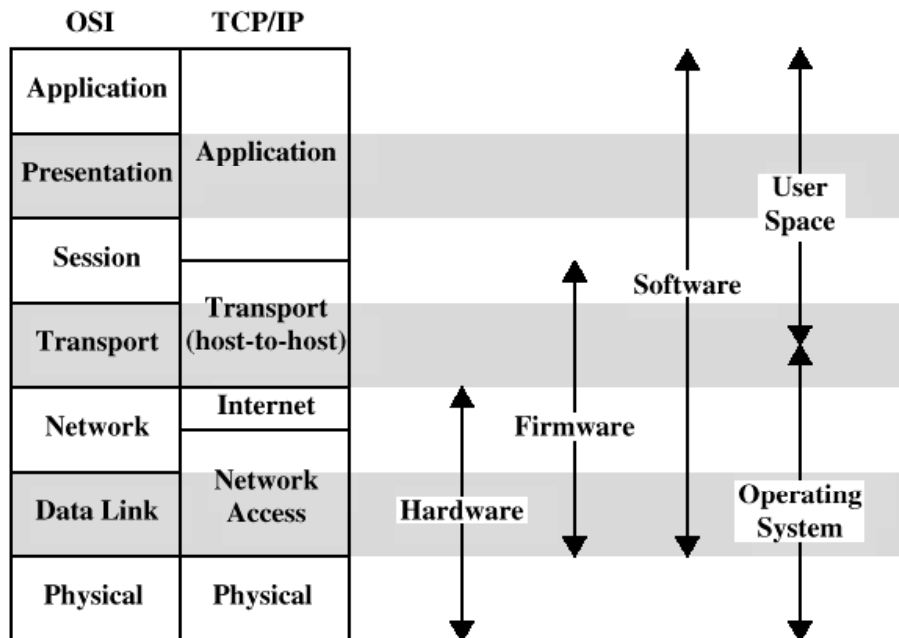 OSI
TCP/IP
Application
Presentation
Session
Transport
Network
Data Link
Physical
Application
Transport
(host-to-host)
Internet
Network
Access
Physical
Hardware
Firmware
Software
User
Space
Operating
System